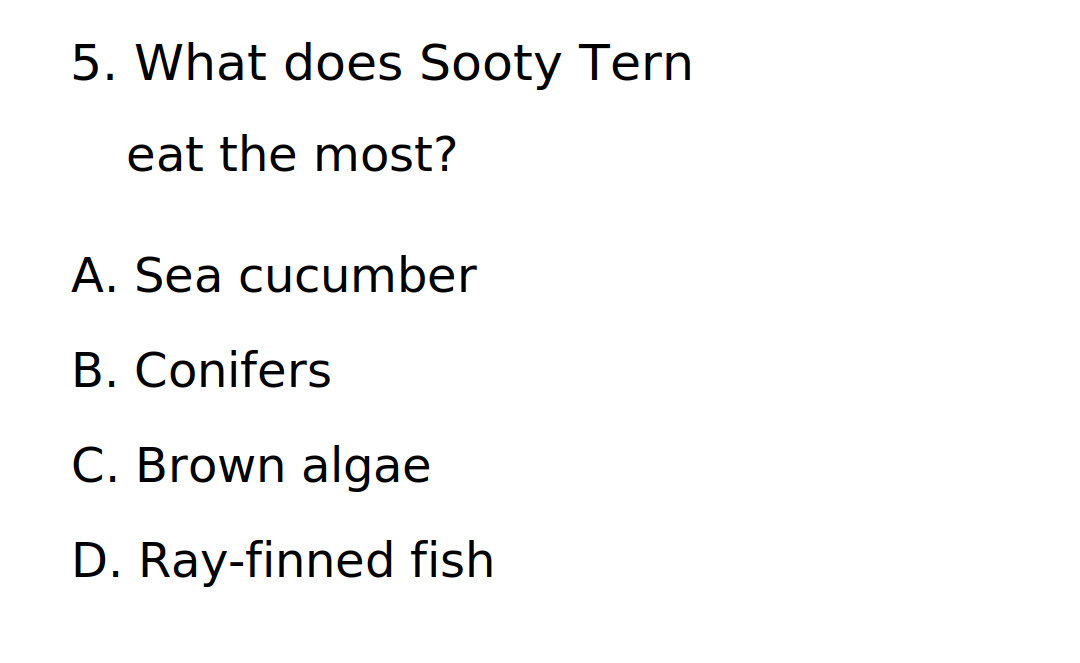 5. What does Sooty Tern
eat the most?
A. Sea cucumber
B. Conifers
C. Brown algae
D. Ray-finned fish